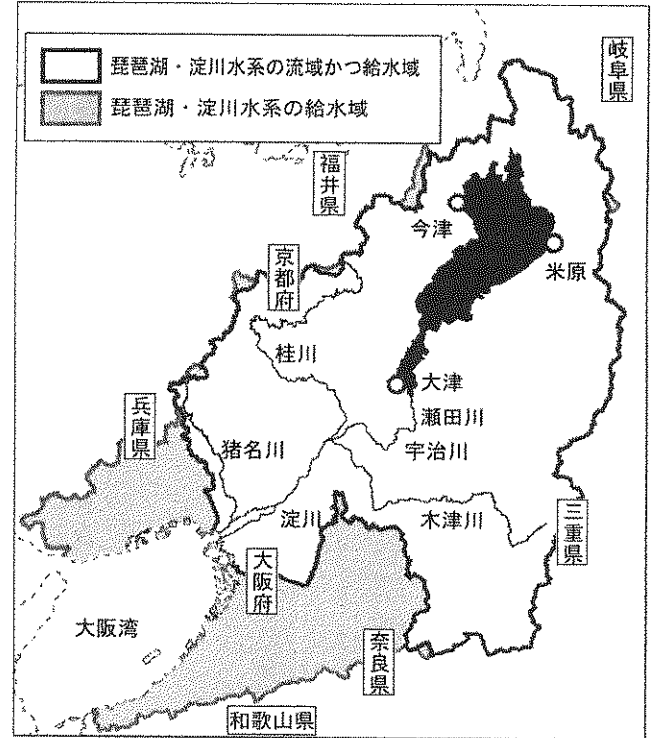 琵琶湖・淀川水系の流域かつ給水域
琵琶湖・淀川水系の給水域
岐阜県
福井県
今津
米原
京都府
桂川
大津
瀬田川
兵庫県
猪名川
宇治川
淀川
木津川
三重県
大阪府
大阪湾
奈良県
和歌山県